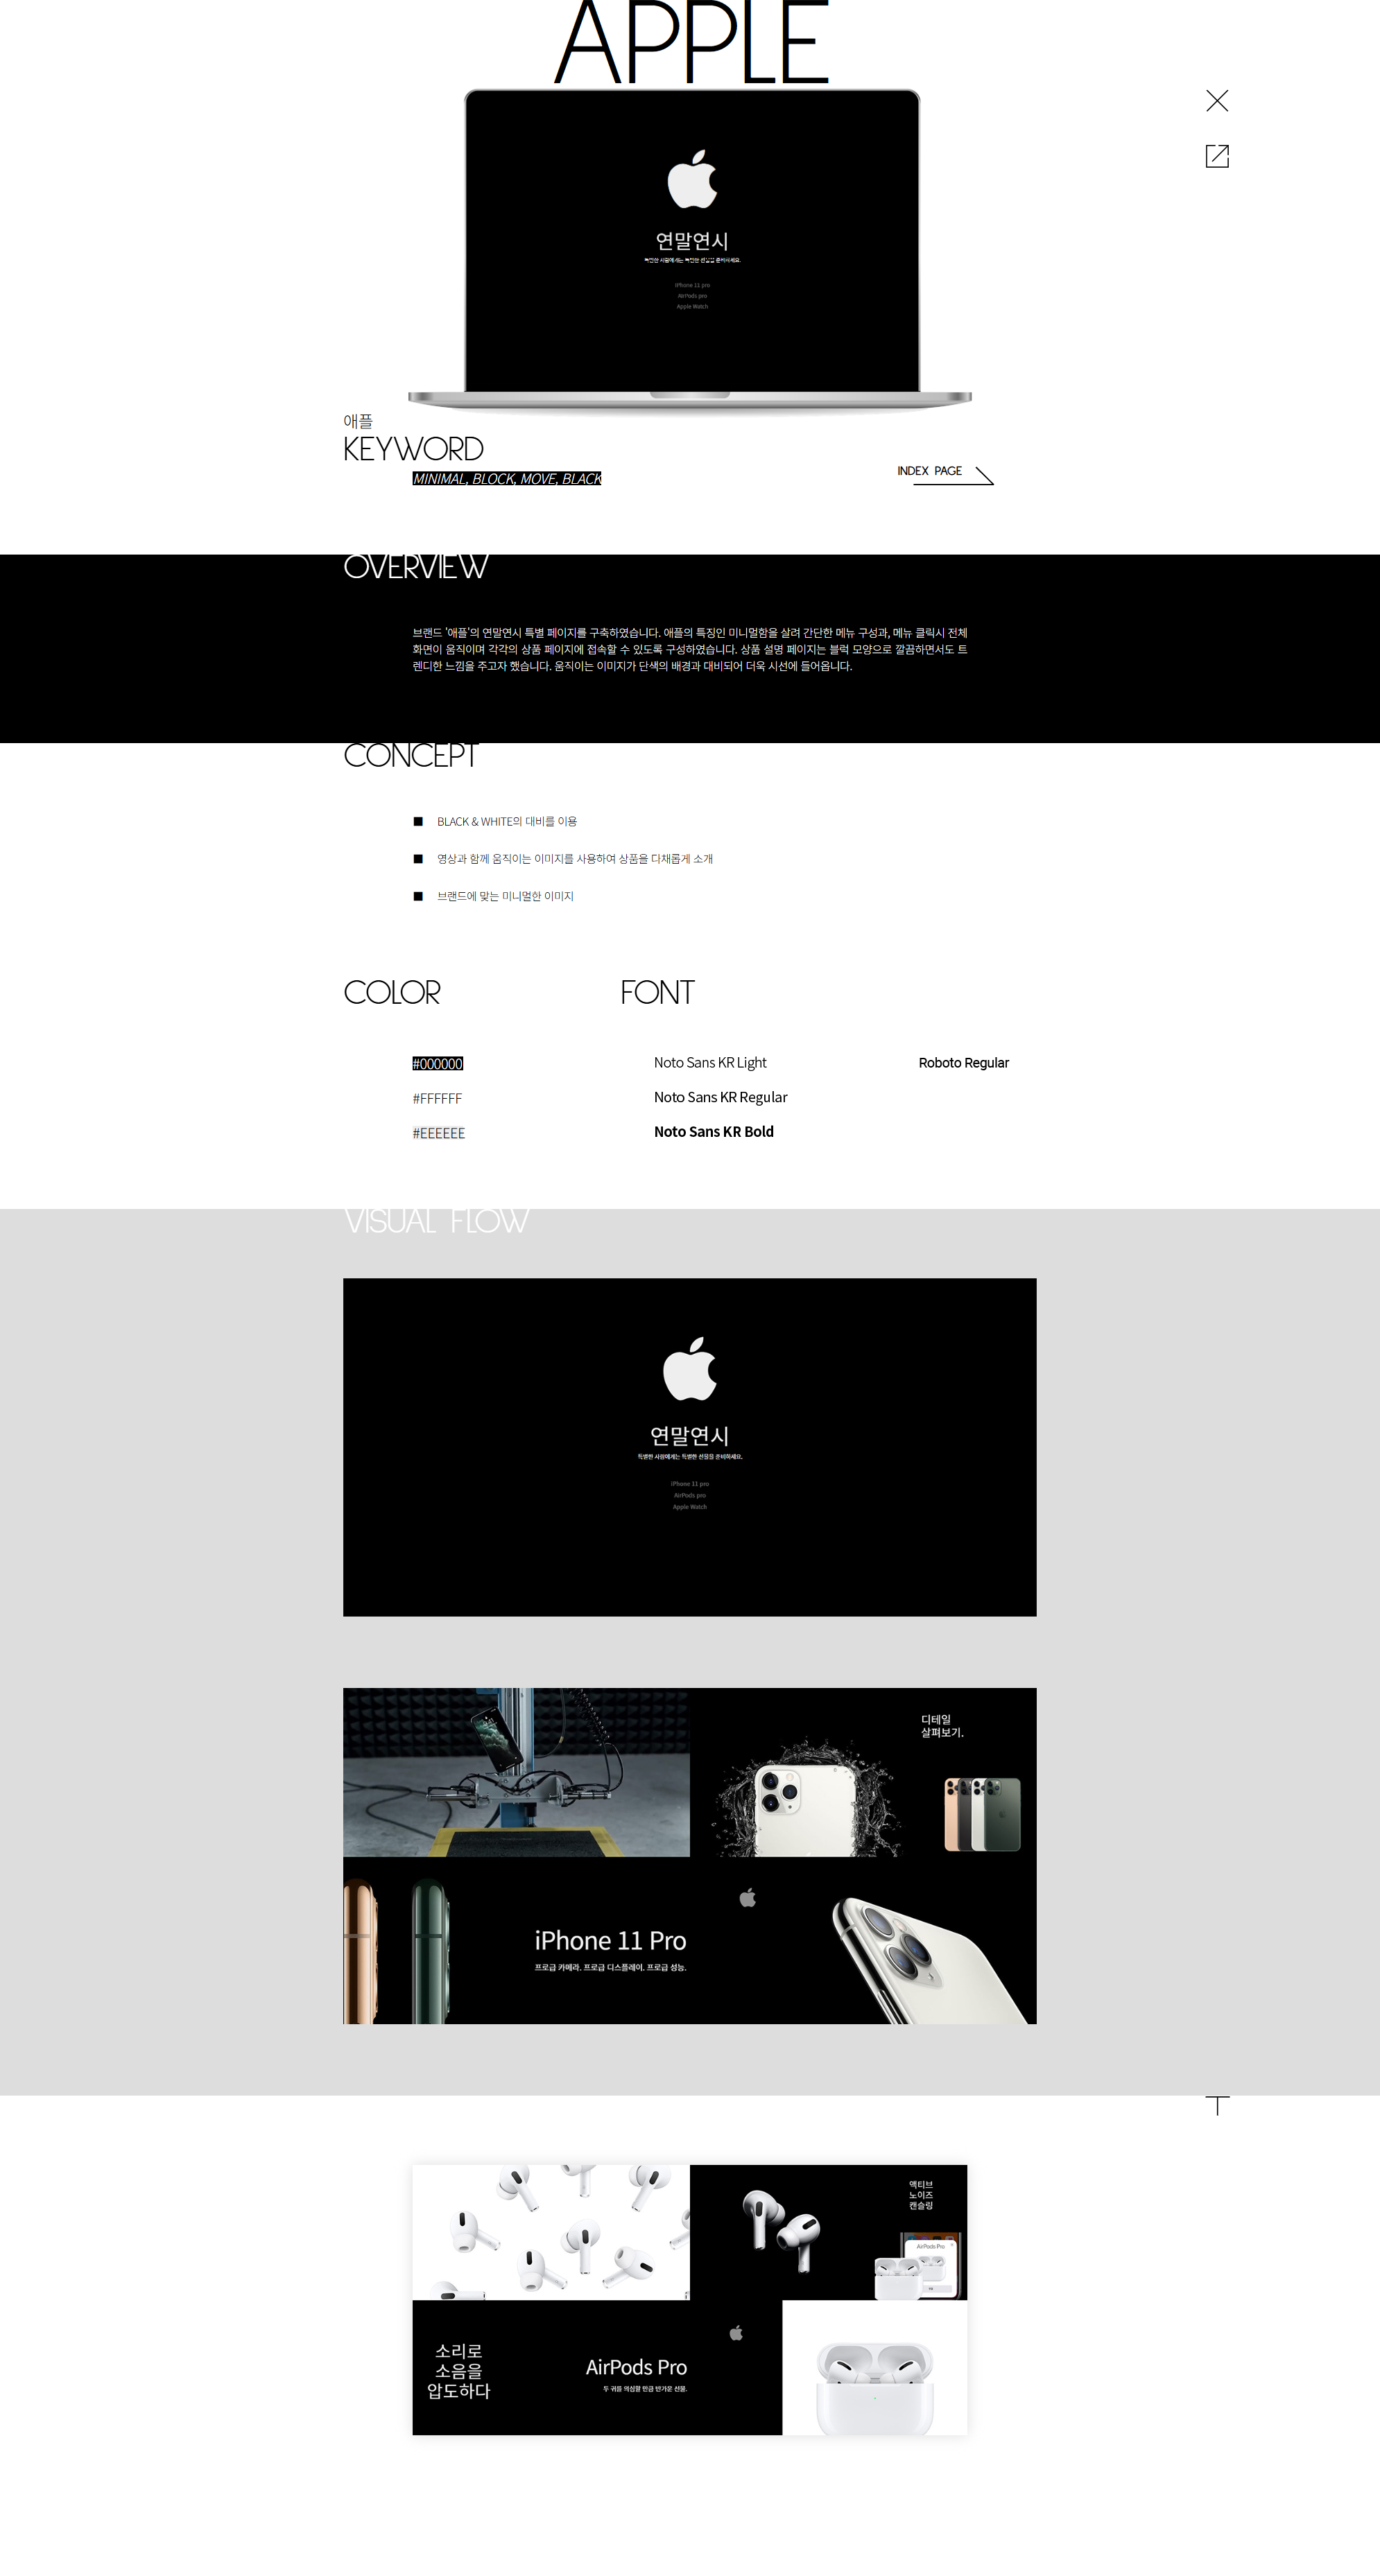 APPLE
연말연시
특별한 사람에게는 특별한 선물을 준비하세요.
iPhone 11 pro
AirPods pro
Apple Watch
애플
KEYWORD
MINIMAL, BLOCK, MOVE, BLACK
INDEX PAGE
OVERVIEW
브랜드 '애플'의 연말연시 특별 페이지를 구축하였습니다. 애플의 특징인 미니멀함을 살려 간단한 메뉴 구성과, 메뉴 클릭시 전체
화면이 움직이며 각각의 상품 페이지에 접속할 수 있도록 구성하였습니다. 상품 설명 페이지는 블럭 모양으로 깔끔하면서도 트
렌디한 느낌을 주고자 했습니다. 움직이는 이미지가 단색의 배경과 대비되어 더욱 시선에 들어옵니다.
CONCEPT
■ BLACK & WHITE의 대비를 이용
■ 영상과 함께 움직이는 이미지를 사용하여 상품을 다채롭게 소개
■ 브랜드에 맞는 미니멀한 이미지
COLOR
FONT
#000000
Noto Sans KR Light
Roboto Regular
#FFFFFF
Noto Sans KR Regular
#EEEEEE
Noto Sans KR Bold
VISUAL FLOW
연말연시
특별한 사람에게는 특별한 선물을 준비하세요.
iPhone 11 pro
AirPods pro
Apple Watch
디테일
살펴보기.
iPhone 11 Pro
프로급 카메라. 프로급 디스플레이. 프로급 성능.
액티브
노이즈
캔슬링
AirPods Pro
소리로
소음을
압도하다
AirPods Pro
두 귀를 의심할 만큼 반가운 선물.